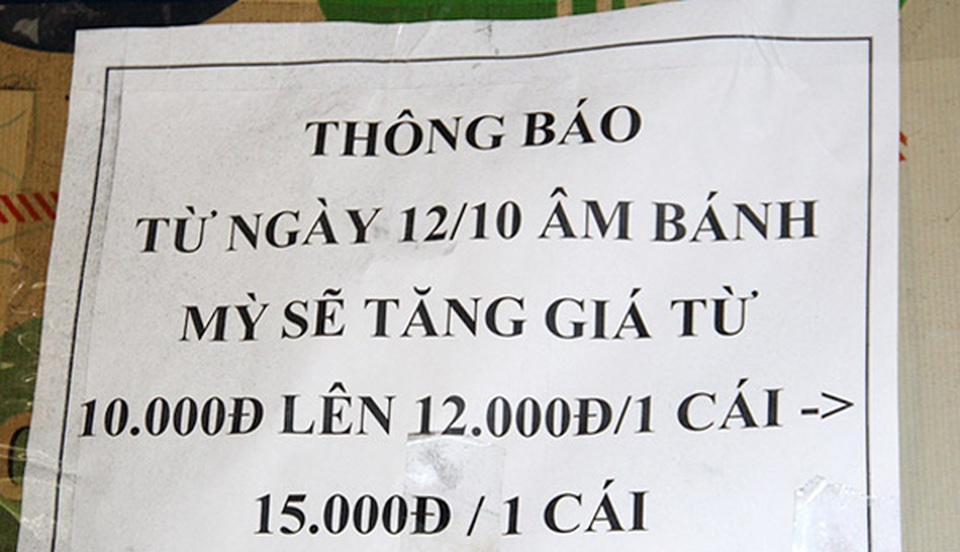 THÔNG BÁO
TỪ NGÀY 12/10 ÂM BÁNH
MỲ SẼ TĂNG GIÁ TỪ
10.000Đ LÊN 12.000Đ/1 CÁI ->
15.000Đ / 1 CÁI